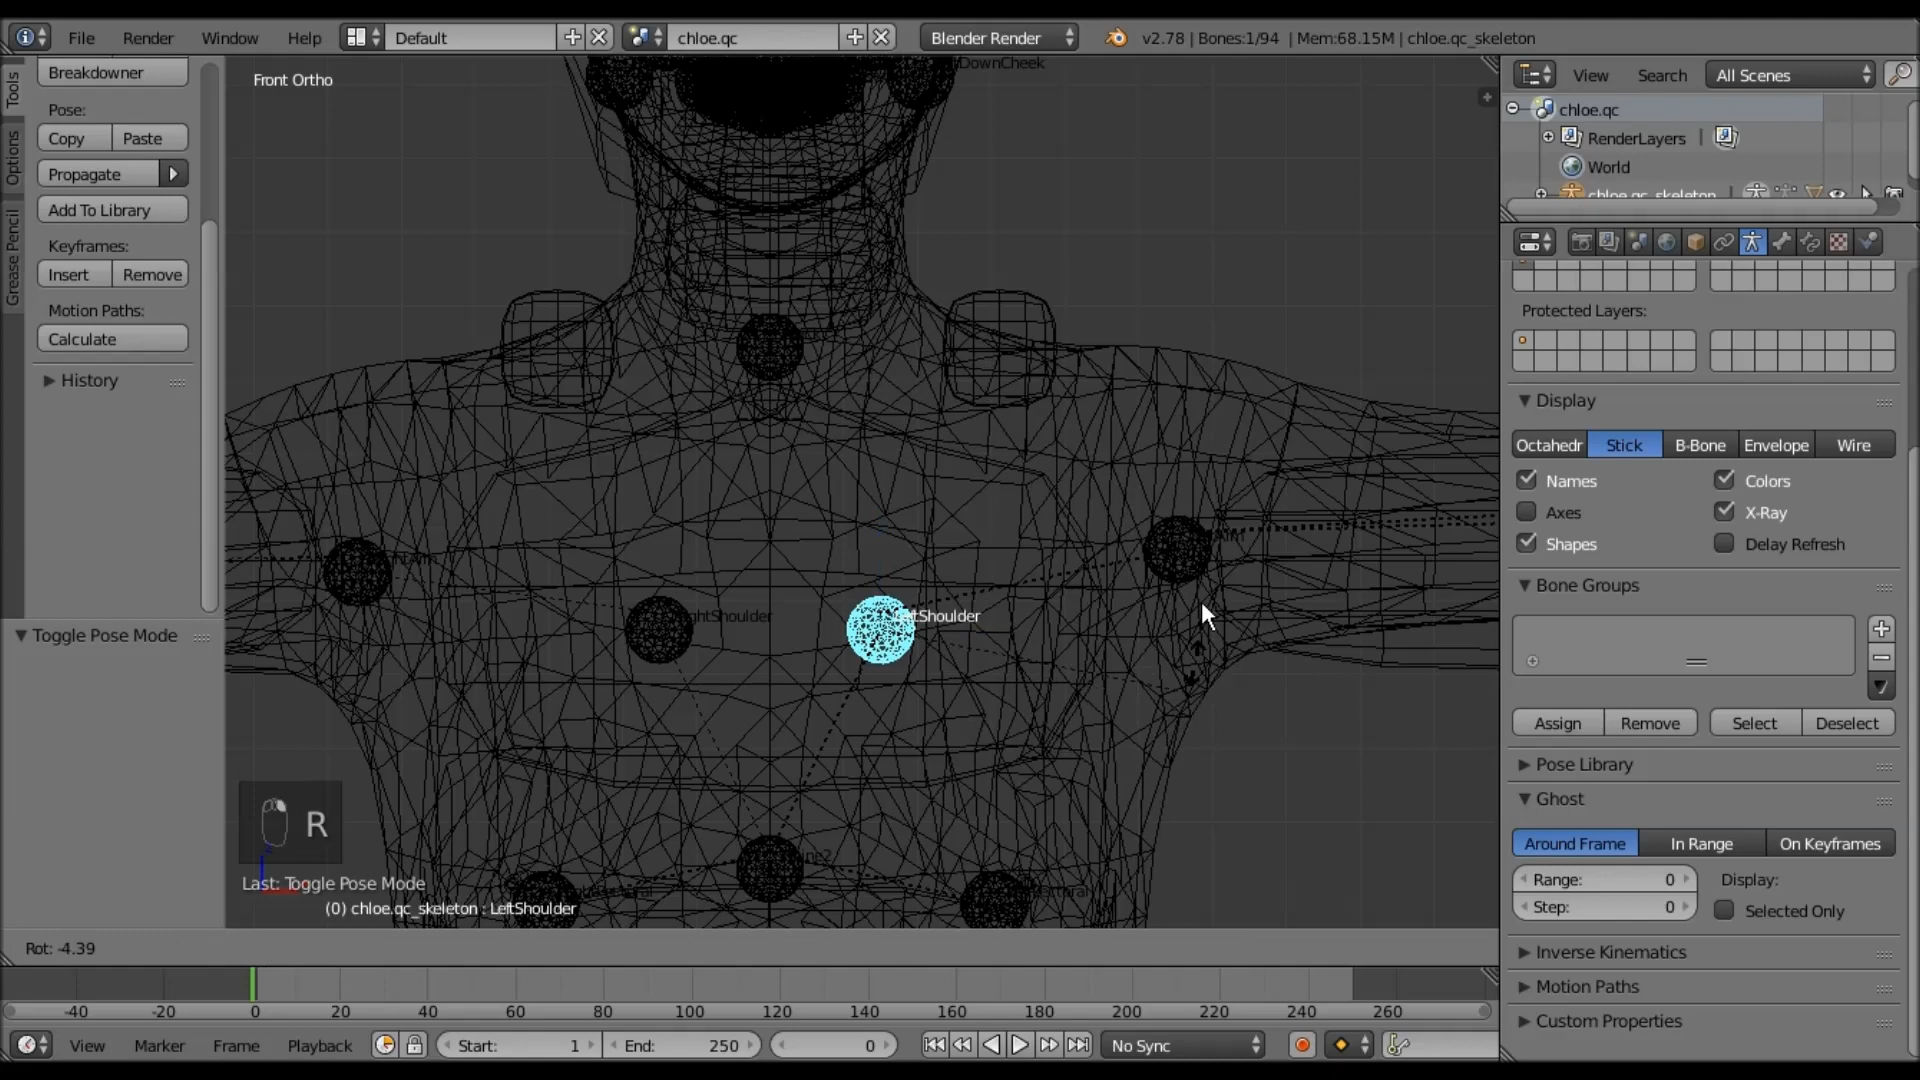 File Render Window Help Default chloe.qc Blender Render v2.78 | Bones:1/94 | Mem:68.15M | chloe.qc_skeleton
Tools
Options
Grease Pencil
Breakdowner
Pose:
Copy Paste
Propagate
Add To Library
Keyframes:
Insert Remove
Motion Paths:
Calculate
History
Toggle Pose Mode
Front Ortho
DownCheek
ghtShoulder
LeftShoulder
R
Last: Toggle Pose Mode
(0) chloe.qc_skeleton : LeftShoulder
Rot: -4.39
View Search All Scenes
chloe.qc
RenderLayers |
World
chloe.qc_skeleton |
Protected Layers:
Display
Octahedr Stick B-Bone Envelope Wire
Names Colors
Axes X-Ray
Shapes Delay Refresh
Bone Groups
Assign Remove Select Deselect
Pose Library
Ghost
Around Frame In Range On Keyframes
Range: 0 Display:
Step: 0 Selected Only
Inverse Kinematics
Motion Paths
Custom Properties
-40 -20 0 20 40 60 80 100 120 140 160 180 200 220 240 260
View Marker Frame Playback Start: 1 End: 250 0 No Sync